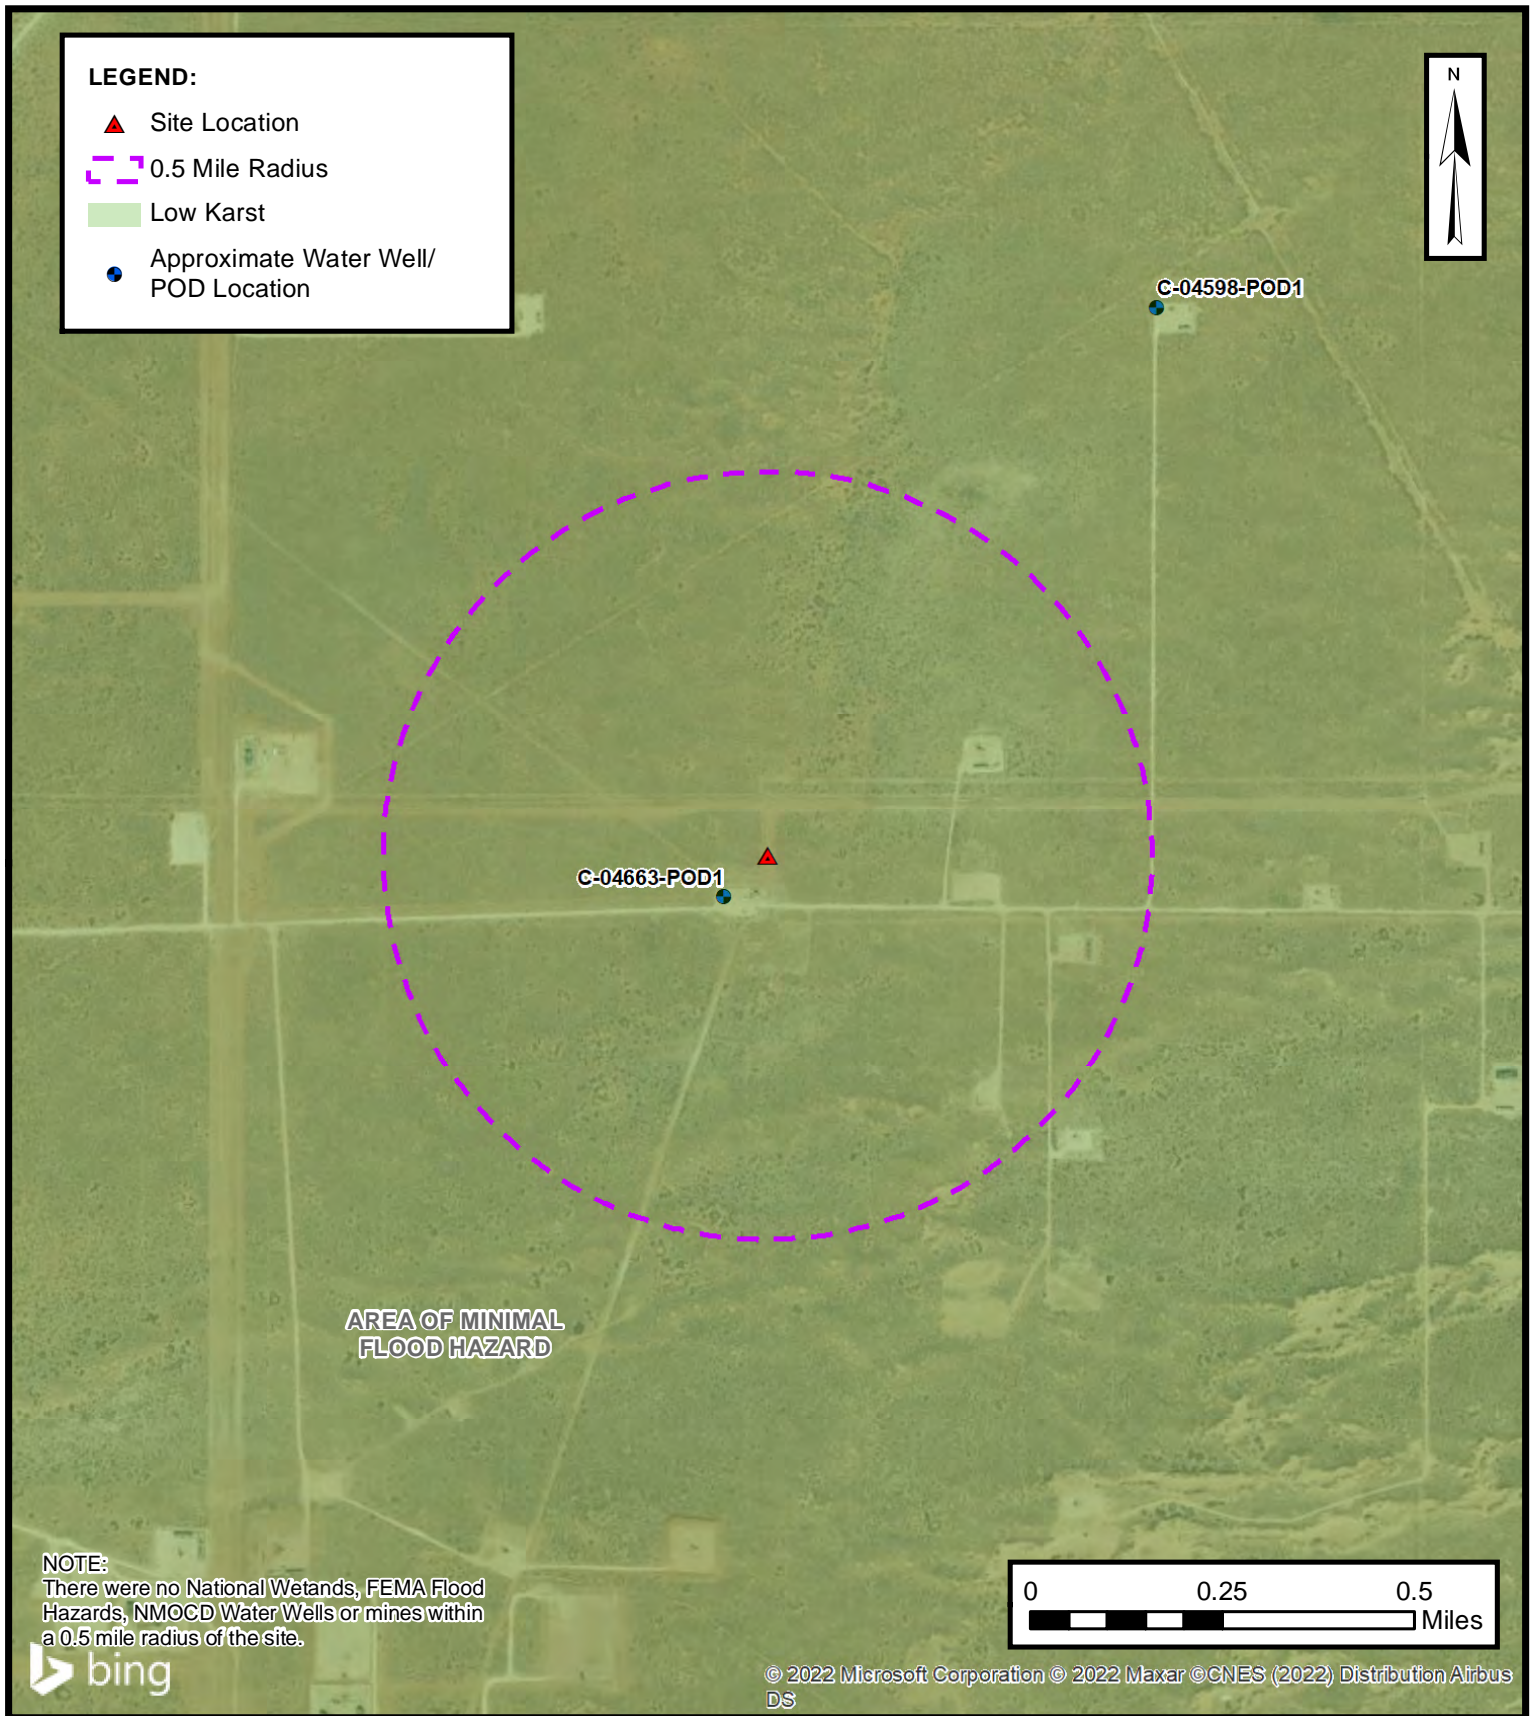 LEGEND:
Site Location
0.5 Mile Radius
Low Karst
Approximate Water Well/
POD Location
N
C-04598-POD1
C-04663-POD1
AREA OF MINIMAL
FLOOD HAZARD
NOTE:
There were no National Wetands, FEMA Flood
Hazards, NMOCD Water Wells or mines within
a 0.5 mile radius of the site.
bing
0 0.25 0.5
Miles
© 2022 Microsoft Corporation © 2022 Maxar ©CNES (2022) Distribution Airbus
DS